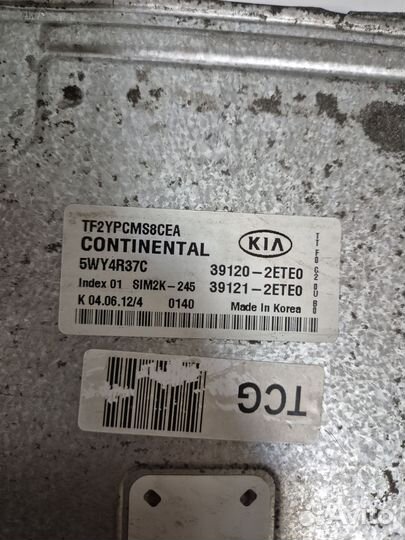 TF2YPCMS8CEA
CONTINENTAL
KIA
5WY4R37C 39120-2ETE0
Index 01 SIM2K-245 39121-2ETE0
K 04.06.12/4 0140 Made in Korea
TCG
Avito